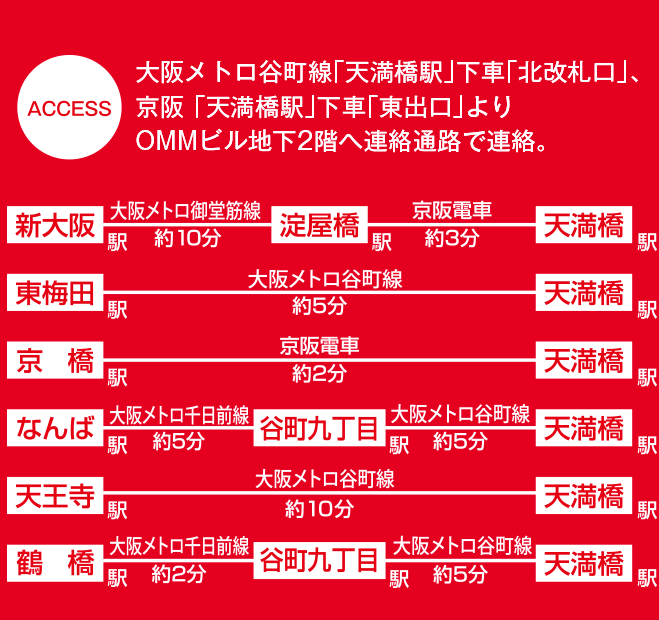 ACCESS
大阪メトロ谷町線「天満橋駅」下車「北改札口」、
京阪「天満橋駅」下車「東出口」より
OMMビル地下2階へ連絡通路で連絡。
新大阪駅 大阪メトロ御堂筋線 約10分 淀屋橋駅 京阪電車 約3分 天満橋駅
東梅田駅 大阪メトロ谷町線 約5分 天満橋駅
京橋駅 京阪電車 約2分 天満橋駅
なんば駅 大阪メトロ千日前線 約5分 谷町九丁目駅 大阪メトロ谷町線 約5分 天満橋駅
天王寺駅 大阪メトロ谷町線 約10分 天満橋駅
鶴橋駅 大阪メトロ千日前線 約2分 谷町九丁目駅 大阪メトロ谷町線 約5分 天満橋駅